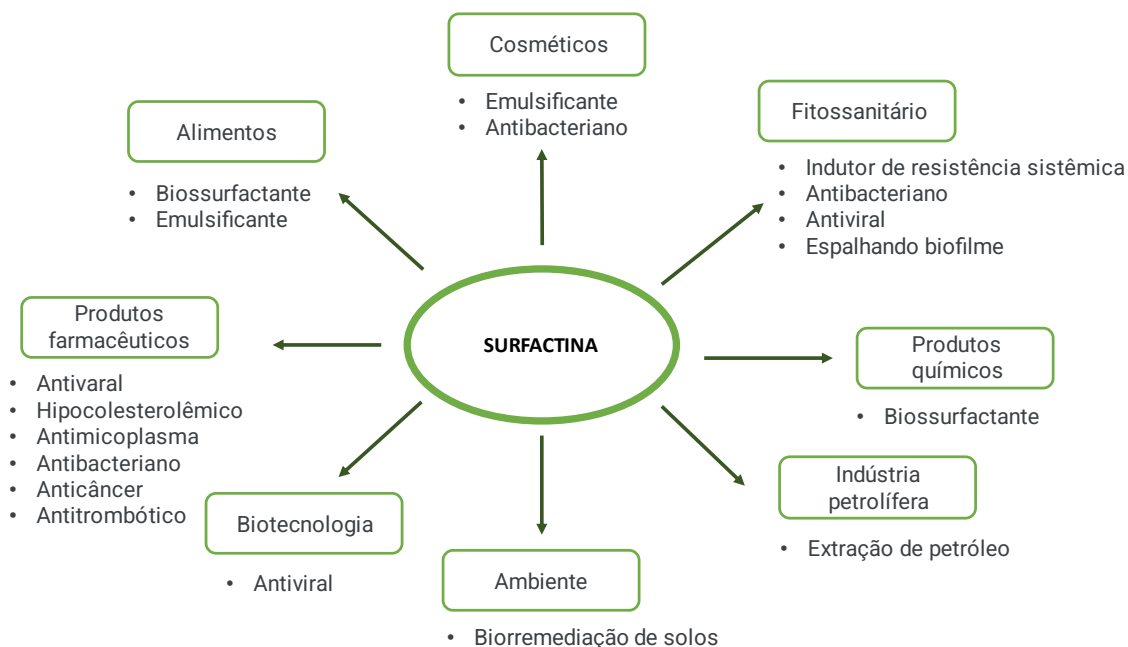 Cosméticos
• Emulsificante
• Antibacteriano
Alimentos
• Biossurfactante
• Emulsificante
Fitossanitário
• Indutor de resistência sistêmica
• Antibacteriano
• Antiviral
• Espalhando biofilme
Produtos
farmacêuticos
• Antivaral
• Hipocolesterolêmico
• Antimicoplasma
• Antibacteriano
• Anticâncer
• Antitrombótico
SURFACTINA
Produtos
químicos
• Biossurfactante
Indústria
petrolífera
• Extração de petróleo
Biotecnologia
• Antiviral
Ambiente
• Biorremediação de solos